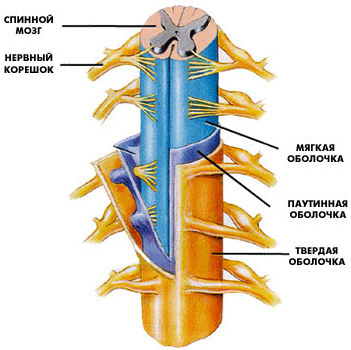 СПИННОЙ
МОЗГ
НЕРВНЫЙ
КОРЕШОК
МЯГКАЯ
ОБОЛОЧКА
ПАУТИННАЯ
ОБОЛОЧКА
ТВЕРДАЯ
ОБОЛОЧКА